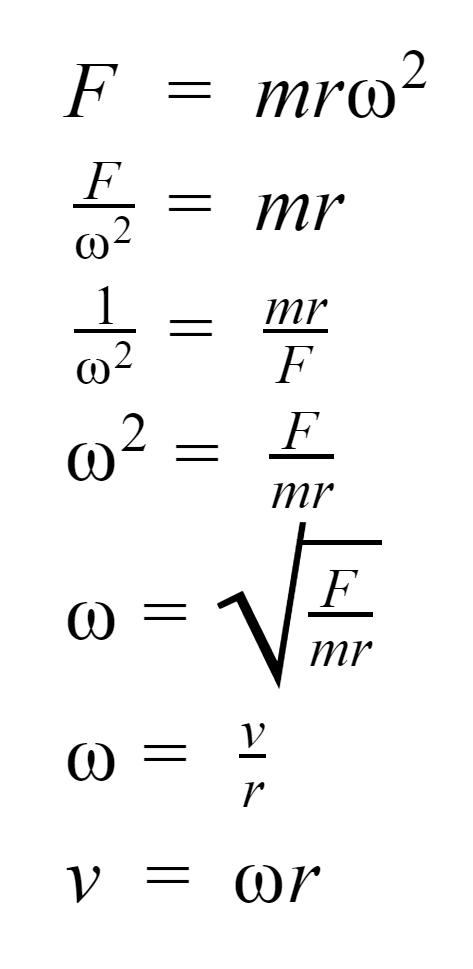 F = mrω²
F/ω² = mr
1/ω² = mr/F
ω² = F/mr
ω = √(F/mr)
ω = v/r
v = ωr